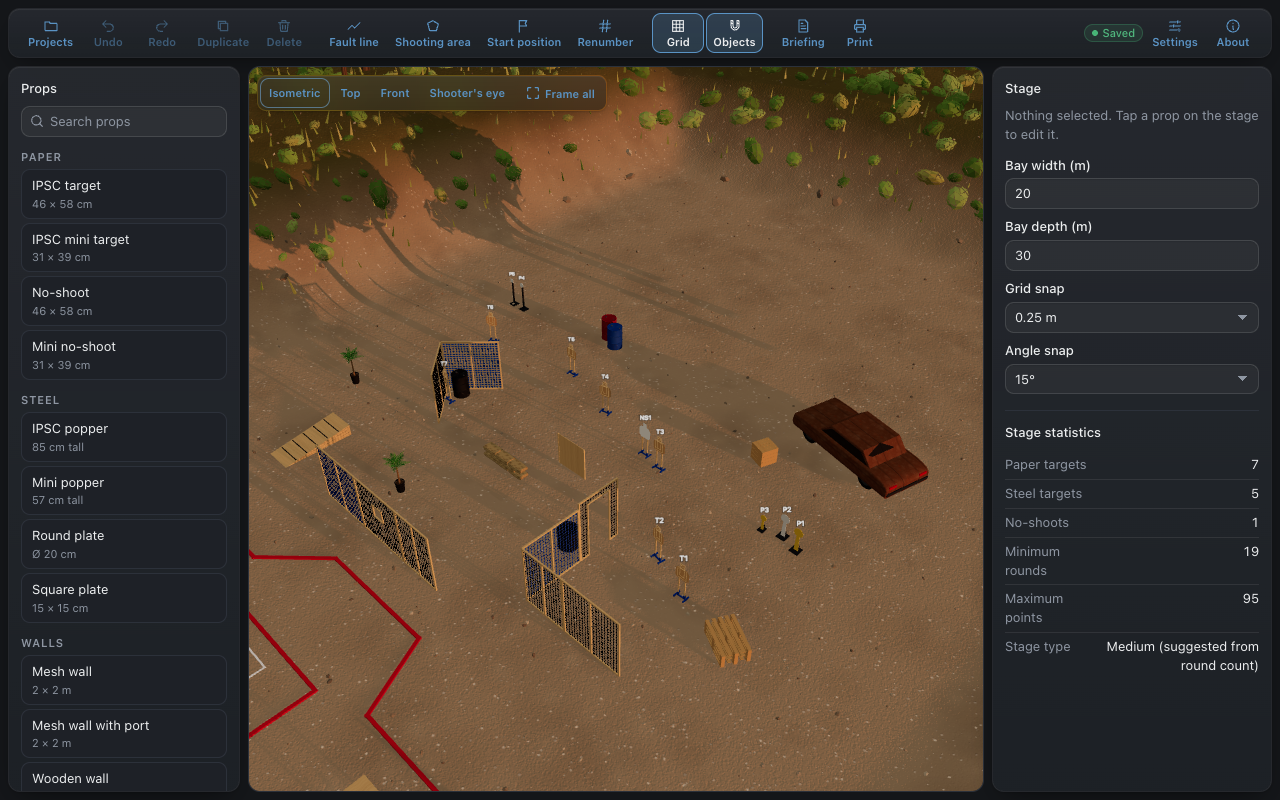 Projects
Undo
Redo
Duplicate
Delete
Fault line
Shooting area
Start position
Renumber
Grid
Objects
Briefing
Print
Saved
Settings
About
Props
Search props
PAPER
IPSC target
46 × 58 cm
IPSC mini target
31 × 39 cm
No-shoot
46 × 58 cm
Mini no-shoot
31 × 39 cm
STEEL
IPSC popper
85 cm tall
Mini popper
57 cm tall
Round plate
Ø 20 cm
Square plate
15 × 15 cm
WALLS
Mesh wall
2 × 2 m
Mesh wall with port
2 × 2 m
Wooden wall
Isometric
Top
Front
Shooter's eye
Frame all
T4
NS1
T3
T2
T1
P3
P2
P1
Stage
Nothing selected. Tap a prop on the stage
to edit it.
Bay width (m)
20
Bay depth (m)
30
Grid snap
0.25 m
Angle snap
15°
Stage statistics
Paper targets 7
Steel targets 5
No-shoots 1
Minimum 19
rounds
Maximum 95
points
Stage type Medium (suggested from
round count)